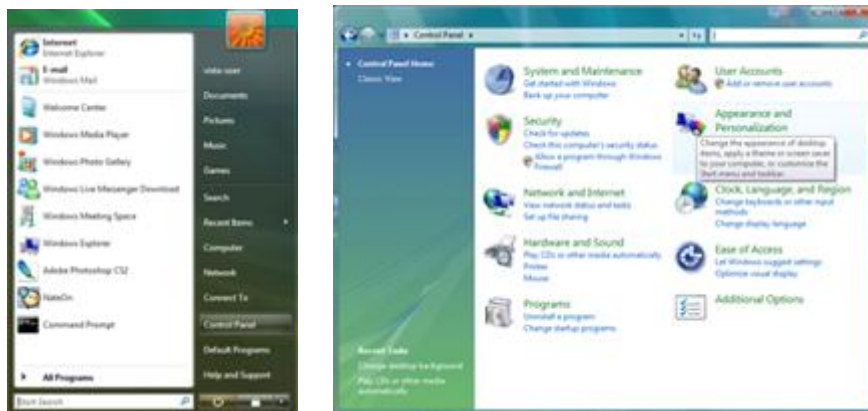 Internet
Internet Explorer
E-mail
Windows Mail
Welcome Center
Windows Media Player
Windows Photo Gallery
Windows Live Messenger Download
Windows Meeting Space
Windows Explorer
Adobe Photoshop CS2
NateOn
Command Prompt
All Programs
Start Search
vista-user
Documents
Pictures
Music
Games
Search
Recent Items
Computer
Network
Connect To
Control Panel
Default Programs
Help and Support
Control Panel
Control Panel Home
Classic View
System and Maintenance
Get started with Windows
Back up your computer
Security
Check for updates
Check this computer's security status
Allow a program through Windows
Firewall
Network and Internet
View network status and tasks
Set up file sharing
Hardware and Sound
Play CDs or other media automatically
Printer
Mouse
Programs
Uninstall a program
Change startup programs
User Accounts
Add or remove user accounts
Appearance and
Personalization
Change the appearance of desktop
items, apply a theme or screen saver
to your computer, or customize the
Start menu and taskbar.
Clock, Language, and Region
Change keyboards or other input
methods
Change display language
Ease of Access
Let Windows suggest settings
Optimize visual display
Additional Options
Recent Tasks
Change desktop background
Play CDs or other media
automatically